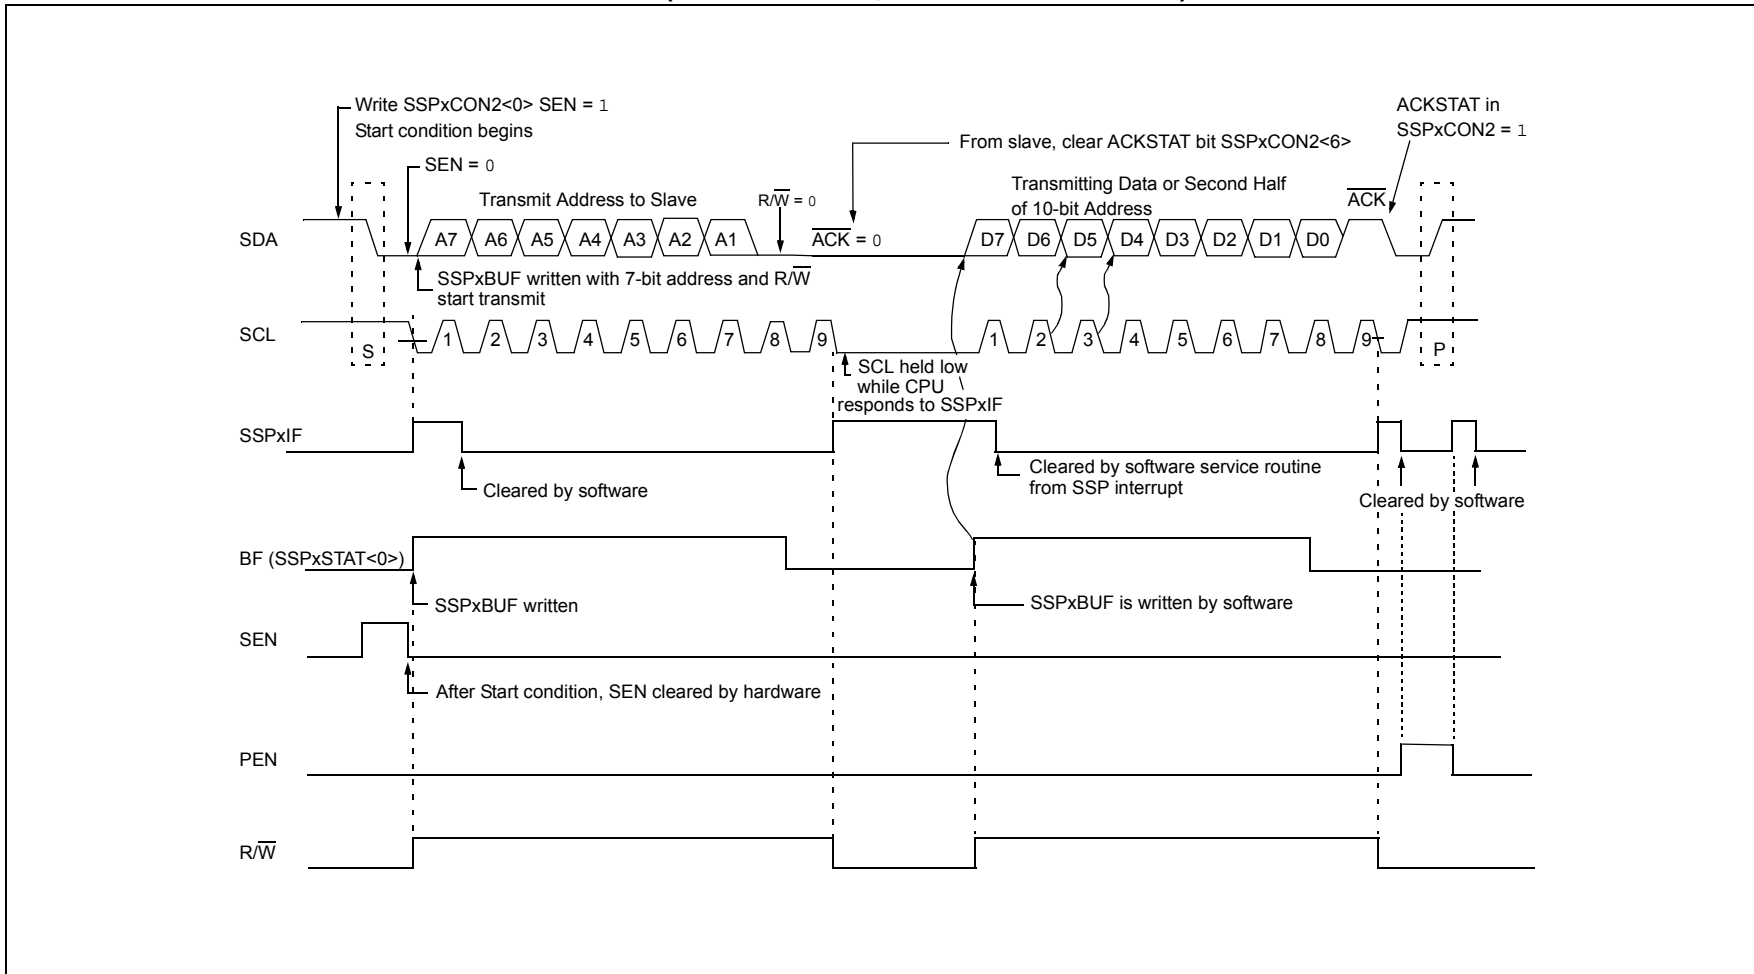 Write SSPxCON2<0> SEN = 1
Start condition begins
ACKSTAT in
SSPxCON2 = 1
From slave, clear ACKSTAT bit SSPxCON2<6>
SEN = 0
Transmit Address to Slave
R/W̅ = 0
Transmitting Data or Second Half
of 10-bit Address
A̅C̅K̅
SDA
A7 A6 A5 A4 A3 A2 A1
A̅C̅K̅ = 0
D7 D6 D5 D4 D3 D2 D1 D0
SSPxBUF written with 7-bit address and R/W̅
start transmit
SCL
S
1 2 3 4 5 6 7 8 9
1 2 3 4 5 6 7 8 9
P
SCL held low
while CPU
responds to SSPxIF
SSPxIF
Cleared by software
Cleared by software service routine
from SSP interrupt
Cleared by software
BF (SSPxSTAT<0>)
SSPxBUF written
SSPxBUF is written by software
SEN
After Start condition, SEN cleared by hardware
PEN
R/W̅